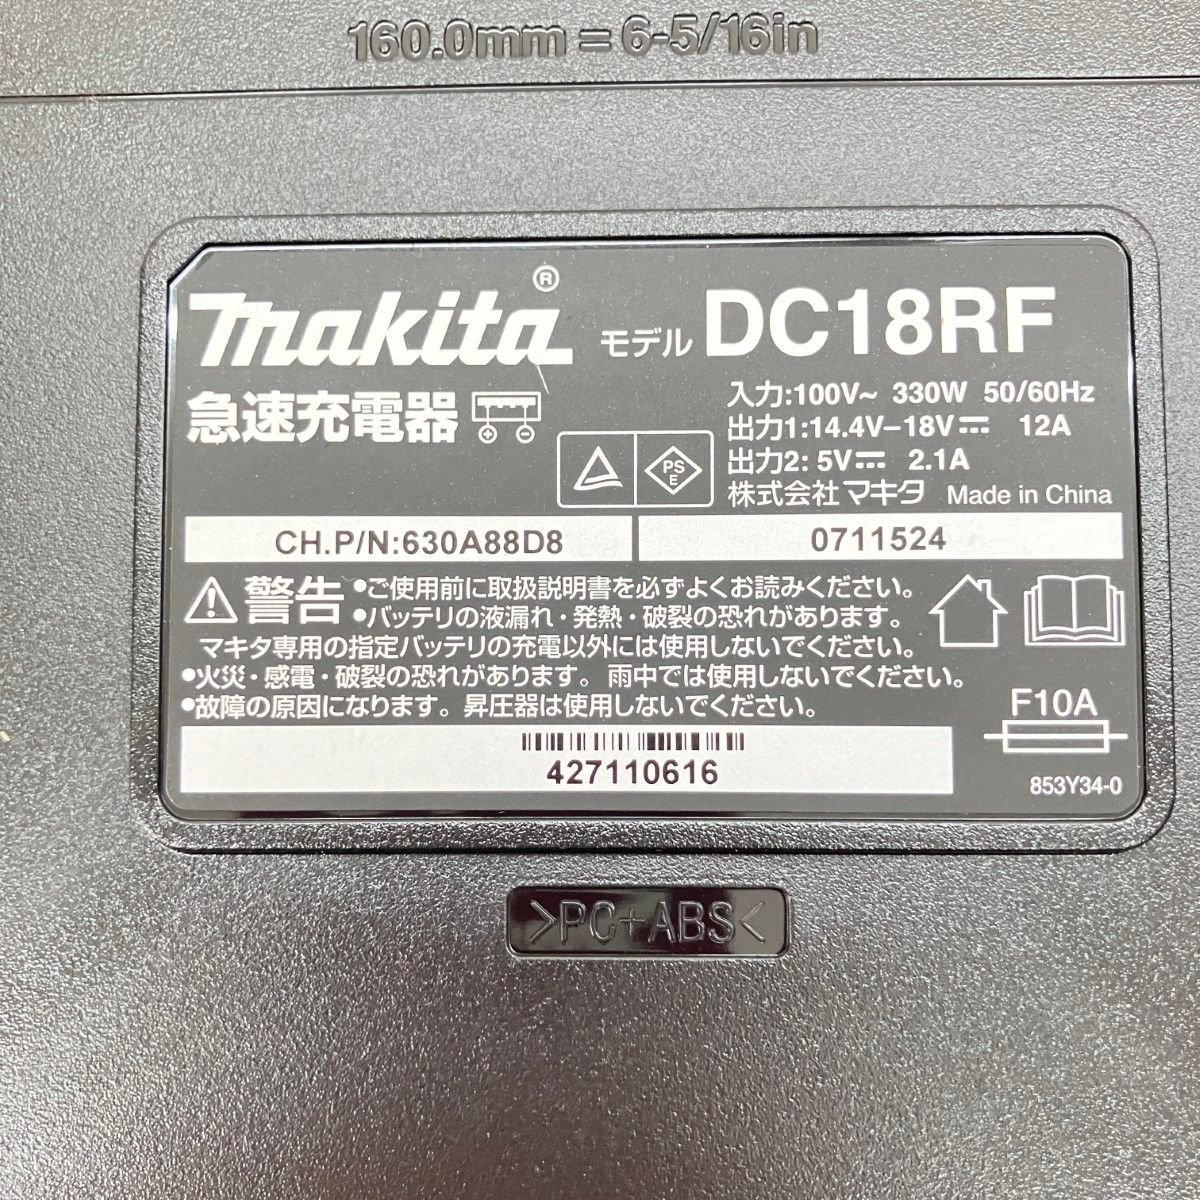 160.0mm = 6-5/16in
makita® モデル DC18RF
急速充電器
入力:100V~ 330W 50/60Hz
出力1:14.4V-18V⎓ 12A
出力2: 5V⎓ 2.1A
PSE
株式会社マキタ Made in China
CH.P/N:630A88D8 0711524
警告 •ご使用前に取扱説明書を必ずよくお読みください。
•バッテリの液漏れ・発熱・破裂の恐れがあります。
マキタ専用の指定バッテリの充電以外には使用しないでください。
•火災・感電・破裂の恐れがあります。雨中では使用しないでください。
•故障の原因になります。昇圧器は使用しないでください。
F10A
427110616
853Y34-0
>PC+ABS<